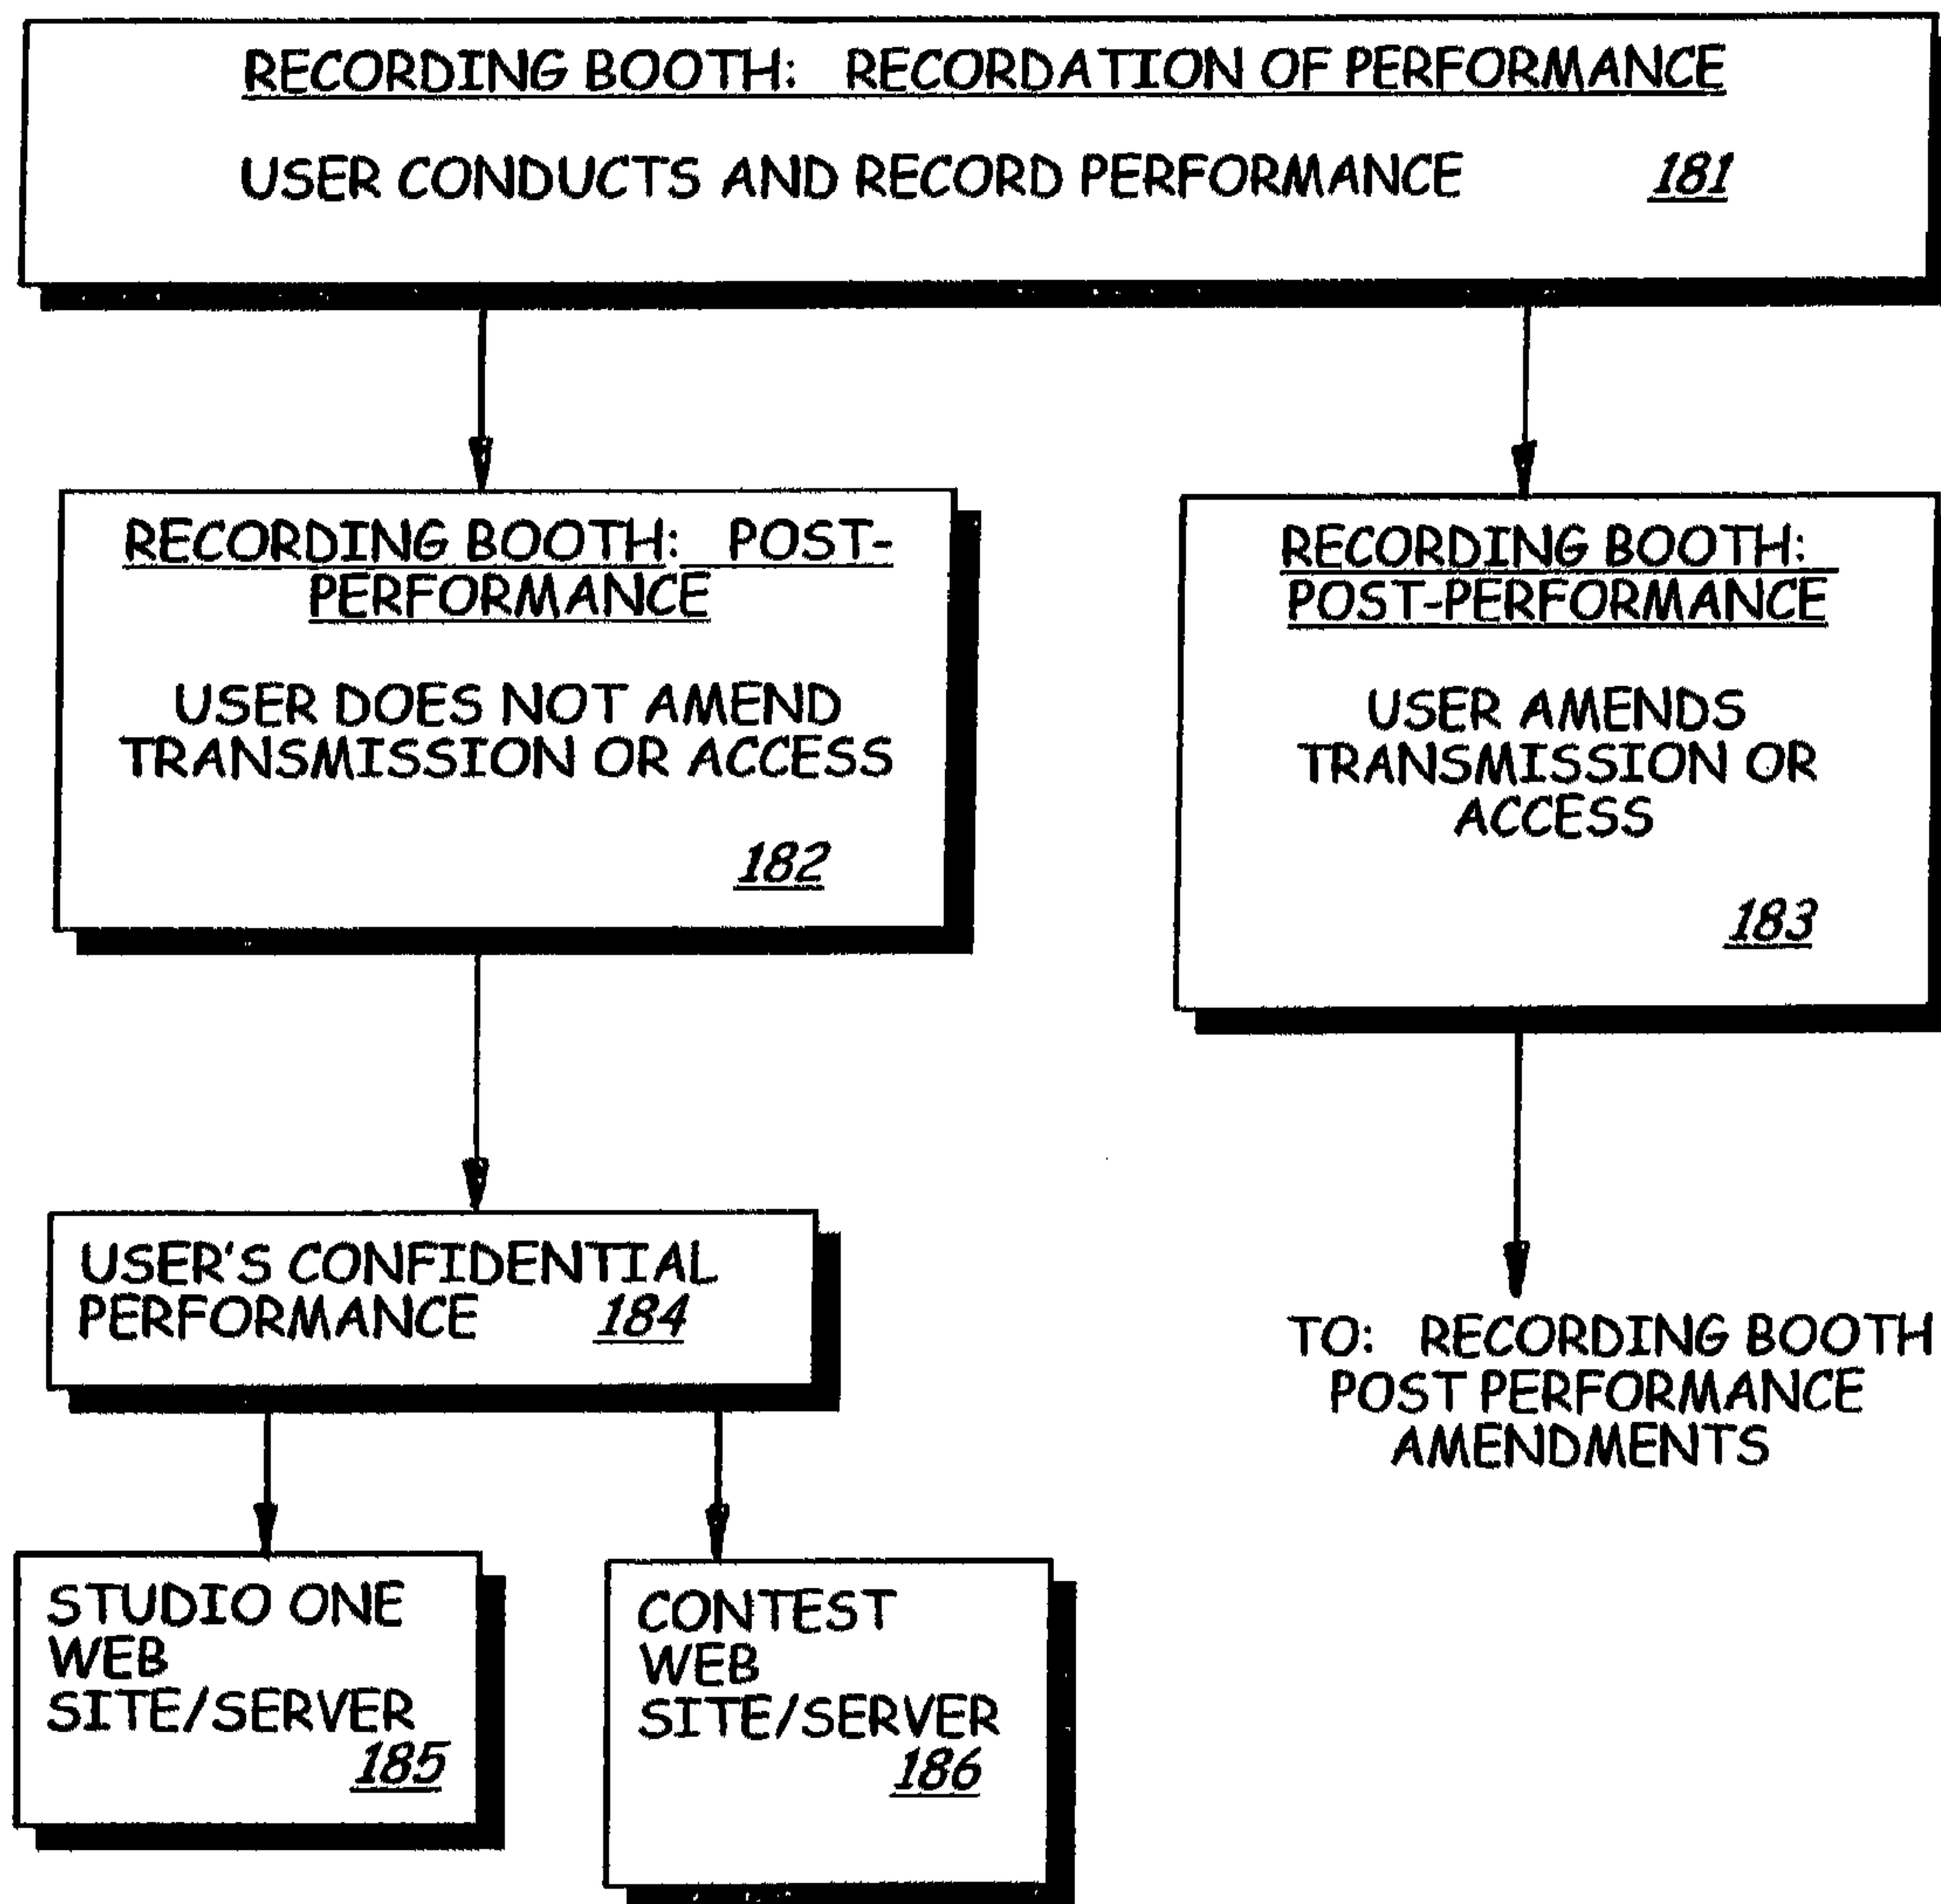 RECORDING BOOTH: RECORDATION OF PERFORMANCE
USER CONDUCTS AND RECORD PERFORMANCE 181
RECORDING BOOTH: POST-
PERFORMANCE
USER DOES NOT AMEND
TRANSMISSION OR ACCESS
182
RECORDING BOOTH:
POST-PERFORMANCE
USER AMENDS
TRANSMISSION OR
ACCESS
183
USER'S CONFIDENTIAL
PERFORMANCE 184
TO: RECORDING BOOTH
POST PERFORMANCE
AMENDMENTS
STUDIO ONE
WEB
SITE/SERVER
185
CONTEST
WEB
SITE/SERVER
186